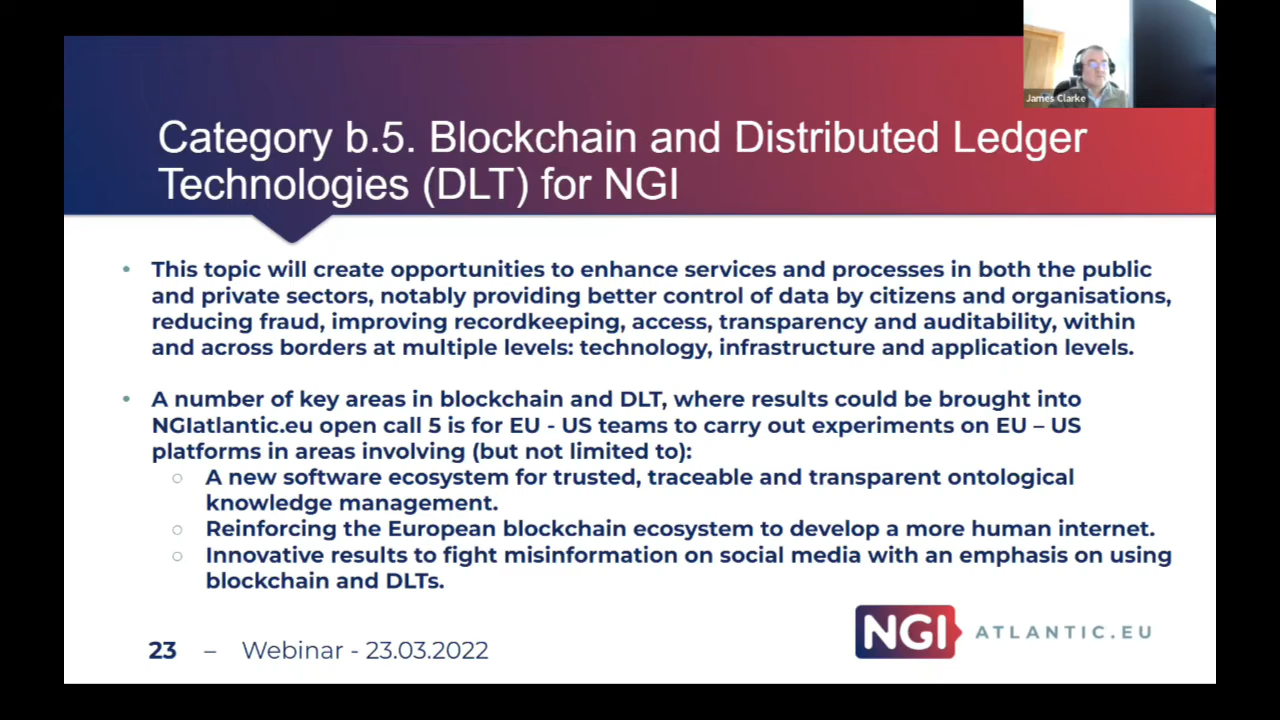 James Clarke
Category b.5. Blockchain and Distributed Ledger
Technologies (DLT) for NGI
• This topic will create opportunities to enhance services and processes in both the public
and private sectors, notably providing better control of data by citizens and organisations,
reducing fraud, improving recordkeeping, access, transparency and auditability, within
and across borders at multiple levels: technology, infrastructure and application levels.
• A number of key areas in blockchain and DLT, where results could be brought into
NGIatlantic.eu open call 5 is for EU - US teams to carry out experiments on EU – US
platforms in areas involving (but not limited to):
○ A new software ecosystem for trusted, traceable and transparent ontological
knowledge management.
○ Reinforcing the European blockchain ecosystem to develop a more human internet.
○ Innovative results to fight misinformation on social media with an emphasis on using
blockchain and DLTs.
23 – Webinar - 23.03.2022
NGI ATLANTIC.EU